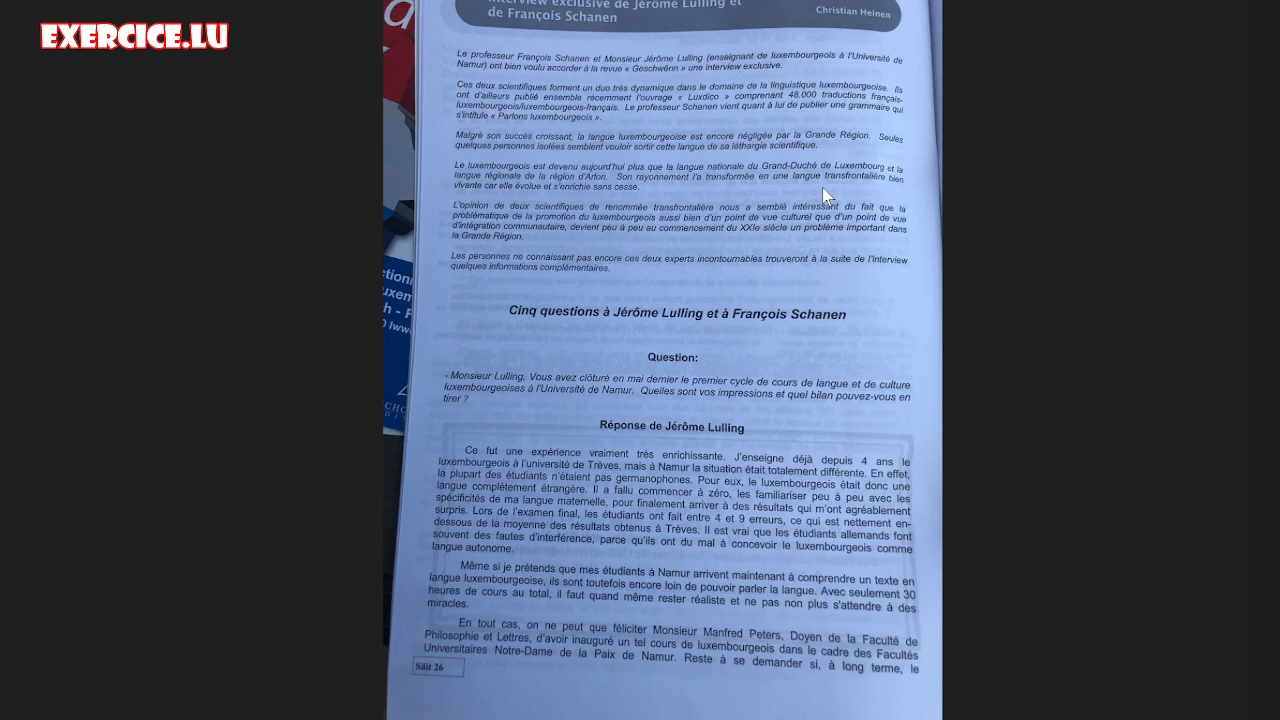 EXERCICE.LU
Interview exclusive de Jérôme Lulling et
de François Schanen
Christian Heinen
Le professeur François Schanen et Monsieur Jérôme Lulling (enseignant de luxembourgeois à l'Université de
Namur) ont bien voulu accorder à la revue « Geschwënn » une interview exclusive.
Ces deux scientifiques forment un duo très dynamique dans le domaine de la linguistique luxembourgeoise. Ils
ont d'ailleurs publié ensemble récemment l'ouvrage « Luxdico » comprenant 48.000 traductions français-
luxembourgeois/luxembourgeois-français. Le professeur Schanen vient quant à lui de publier une grammaire qui
s'intitule « Parlons luxembourgeois ».
Malgré son succès croissant, la langue luxembourgeoise est encore négligée par la Grande Région. Seules
quelques personnes isolées semblent vouloir sortir cette langue de sa léthargie scientifique.
Le luxembourgeois est devenu aujourd'hui plus que la langue nationale du Grand-Duché de Luxembourg et la
langue régionale de la région d'Arlon. Son rayonnement l'a transformée en une langue transfrontalière bien
vivante car elle évolue et s'enrichie sans cesse.
L'opinion de deux scientifiques de renommée transfrontalière nous a semblé intéressant du fait que la
problématique de la promotion du luxembourgeois aussi bien d'un point de vue culturel que d'un point de vue
d'intégration communautaire, devient peu à peu au commencement du XXIe siècle un problème important dans
la Grande Région.
Les personnes ne connaissant pas encore ces deux experts incontournables trouveront à la suite de l'interview
quelques informations complémentaires.
Cinq questions à Jérôme Lulling et à François Schanen
Question:
- Monsieur Lulling, Vous avez clôturé en mai dernier le premier cycle de cours de langue et de culture
luxembourgeoises à l'Université de Namur. Quelles sont vos impressions et quel bilan pouvez-vous en
tirer ?
Réponse de Jérôme Lulling
Ce fut une expérience vraiment très enrichissante. J'enseigne déjà depuis 4 ans le
luxembourgeois à l'université de Trèves, mais à Namur la situation était totalement différente. En effet,
la plupart des étudiants n'étaient pas germanophones. Pour eux, le luxembourgeois était donc une
langue complètement étrangère. Il a fallu commencer à zéro, les familiariser peu à peu avec les
spécificités de ma langue maternelle, pour finalement arriver à des résultats qui m'ont agréablement
surpris. Lors de l'examen final, les étudiants ont fait entre 4 et 9 erreurs, ce qui est nettement en-
dessous de la moyenne des résultats obtenus à Trèves. Il est vrai que les étudiants allemands font
souvent des fautes d'interférence, parce qu'ils ont du mal à concevoir le luxembourgeois comme
langue autonome.
Même si je prétends que mes étudiants à Namur arrivent maintenant à comprendre un texte en
langue luxembourgeoise, ils sont toutefois encore loin de pouvoir parler la langue. Avec seulement 30
heures de cours au total, il faut quand même rester réaliste et ne pas non plus s'attendre à des
miracles.
En tout cas, on ne peut que féliciter Monsieur Manfred Peters, Doyen de la Faculté de
Philosophie et Lettres, d'avoir inauguré un tel cours de luxembourgeois dans le cadre des Facultés
Universitaires Notre-Dame de la Paix de Namur. Reste à se demander si, à long terme, le
Säit 26